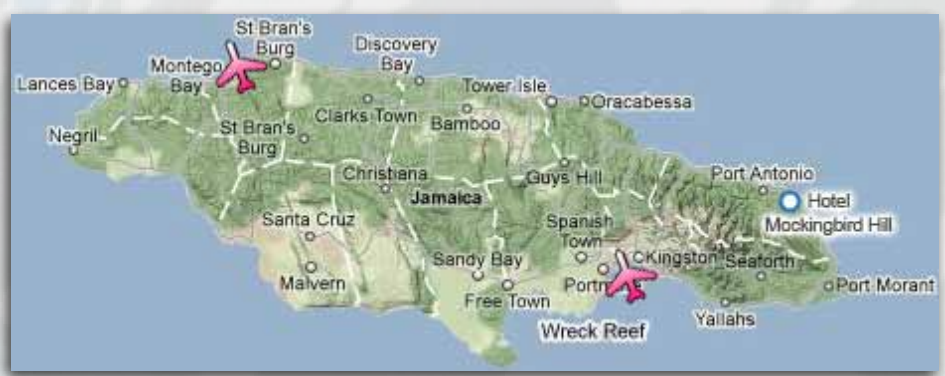 St Bran's
Burg
Discovery
Bay
Montego
Bay
Lances Bay
Tower Isle
Oracabessa
Clarks Town
Bamboo
St Bran's
Burg
Negril
Christiana
Guys Hill
Port Antonio
Jamaica
Hotel
Mockingbird Hill
Santa Cruz
Spanish
Town
Sandy Bay
CKingston
Seaforth
Malvern
Free Town
Portm
Port Morant
Wreck Reef
Yallahs